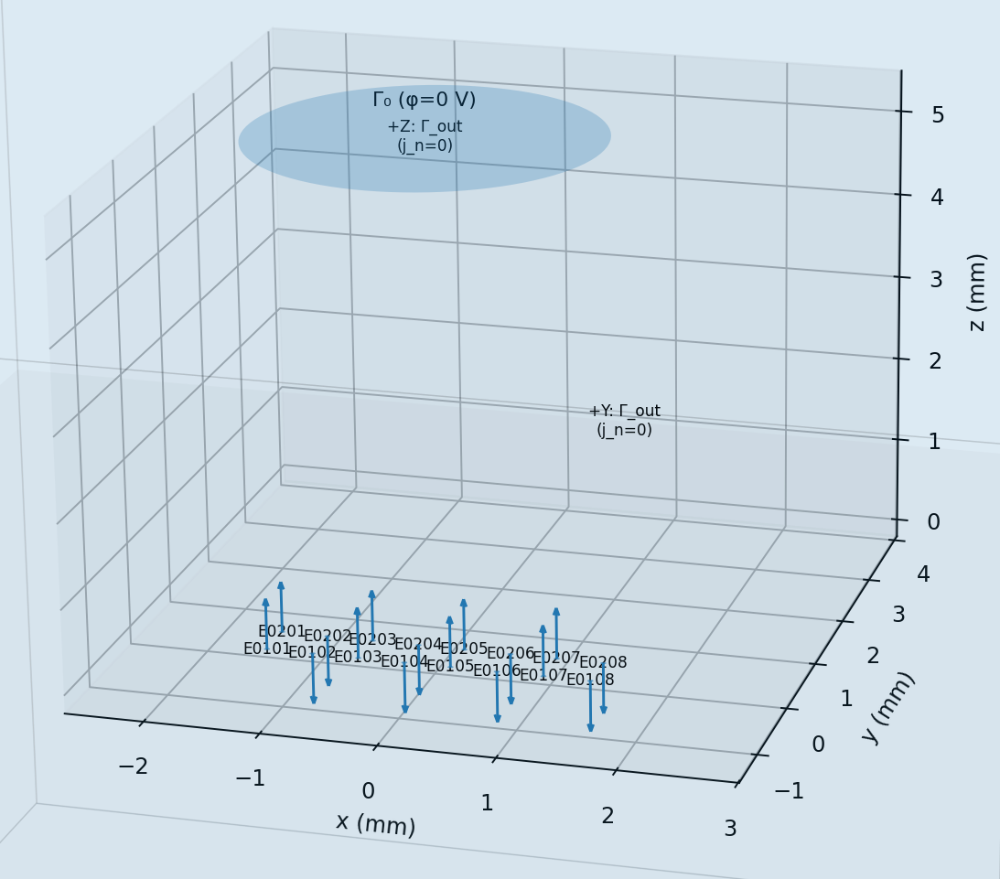 Γ₀ (φ=0 V)
+Z: Γ_out
(j_n=0)
5
4
3
2
1
0
z (mm)
+Y: Γ_out
(j_n=0)
E0201
E0202
E0203
E0204
E0205
E0206
E0207
E0208
E0101
E0102
E0103
E0104
E0105
E0106
E0107
E0108
4
3
2
1
0
−1
y (mm)
−2
−1
0
1
2
3
x (mm)